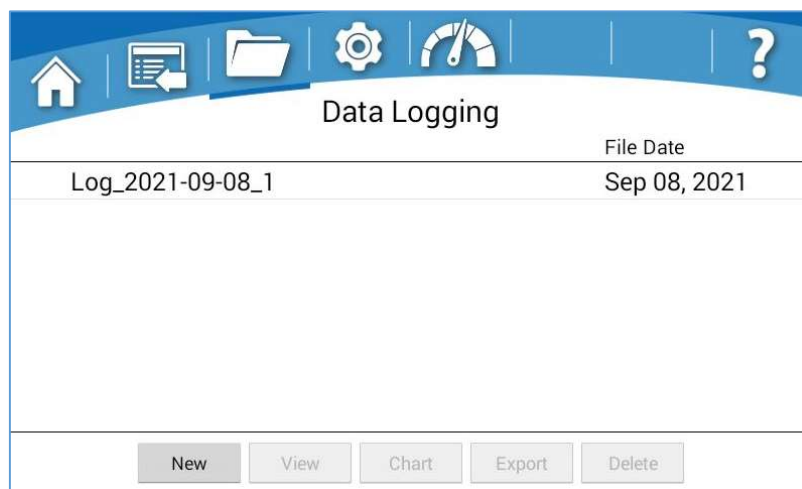 ?
Data Logging
File Date
Log_2021-09-08_1 Sep 08, 2021
New View Chart Export Delete